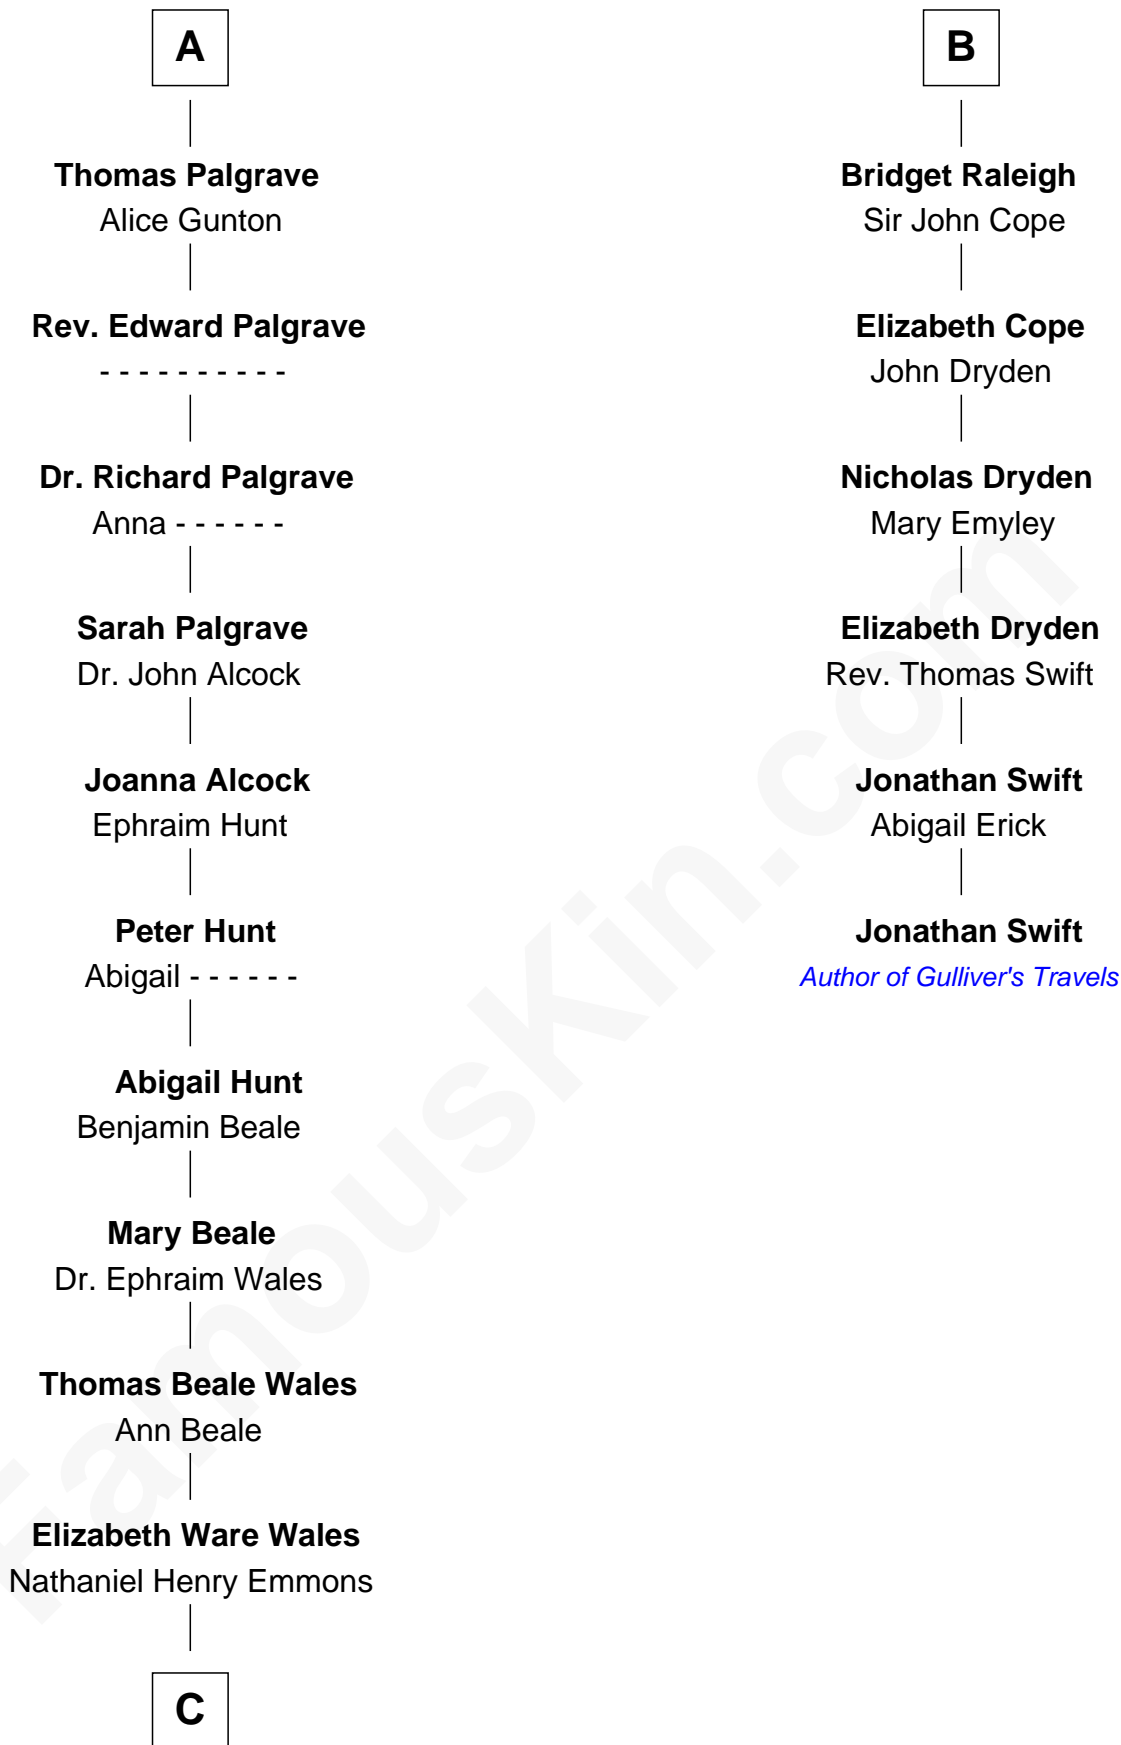 A
Thomas Palgrave
Alice Gunton
Rev. Edward Palgrave
- - - - - - - - - -
Dr. Richard Palgrave
Anna - - - - - -
Sarah Palgrave
Dr. John Alcock
Joanna Alcock
Ephraim Hunt
Peter Hunt
Abigail - - - - - -
Abigail Hunt
Benjamin Beale
Mary Beale
Dr. Ephraim Wales
Thomas Beale Wales
Ann Beale
Elizabeth Ware Wales
Nathaniel Henry Emmons
C
B
Bridget Raleigh
Sir John Cope
Elizabeth Cope
John Dryden
Nicholas Dryden
Mary Emyley
Elizabeth Dryden
Rev. Thomas Swift
Jonathan Swift
Abigail Erick
Jonathan Swift
Author of Gulliver's Travels
FamousKin.com